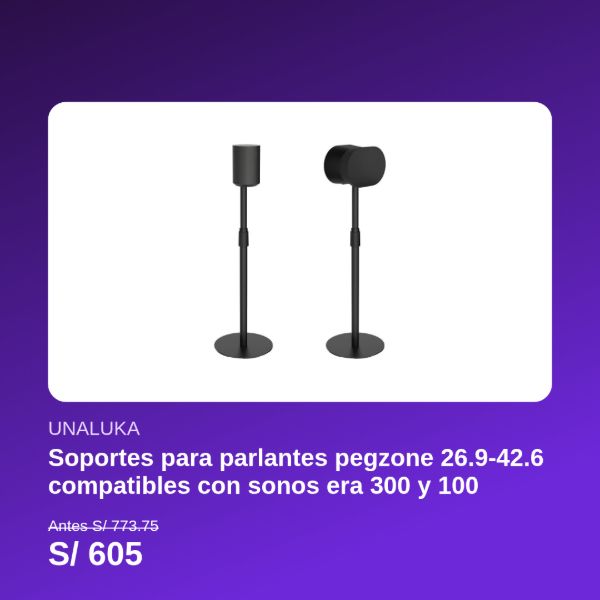 UNALUKA
Soportes para parlantes pegzone 26.9-42.6
compatibles con sonos era 300 y 100
Antes S/ 773.75
S/ 605